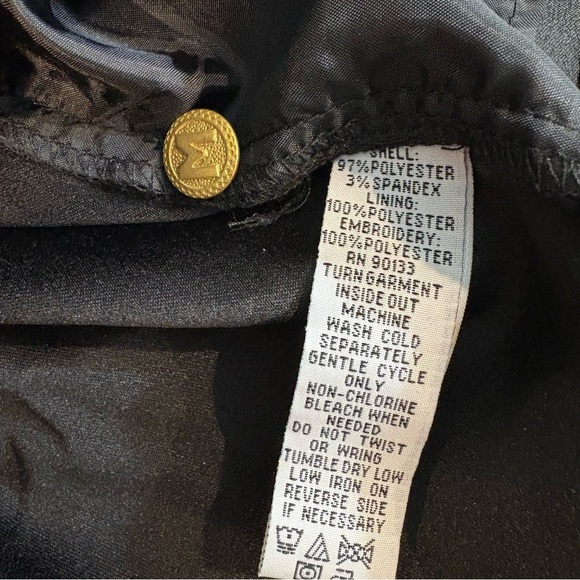 M
SHELL:
97% POLYESTER
3% SPANDEX
LINING:
100% POLYESTER
EMBROIDERY:
100% POLYESTER
RN 90133
TURN GARMENT
INSIDE OUT
MACHINE
WASH COLD
SEPARATELY
GENTLE CYCLE
ONLY
NON-CHLORINE
BLEACH WHEN
NEEDED
DO NOT TWIST
OR WRING
TUMBLE DRY LOW
LOW IRON ON
REVERSE SIDE
IF NECESSARY